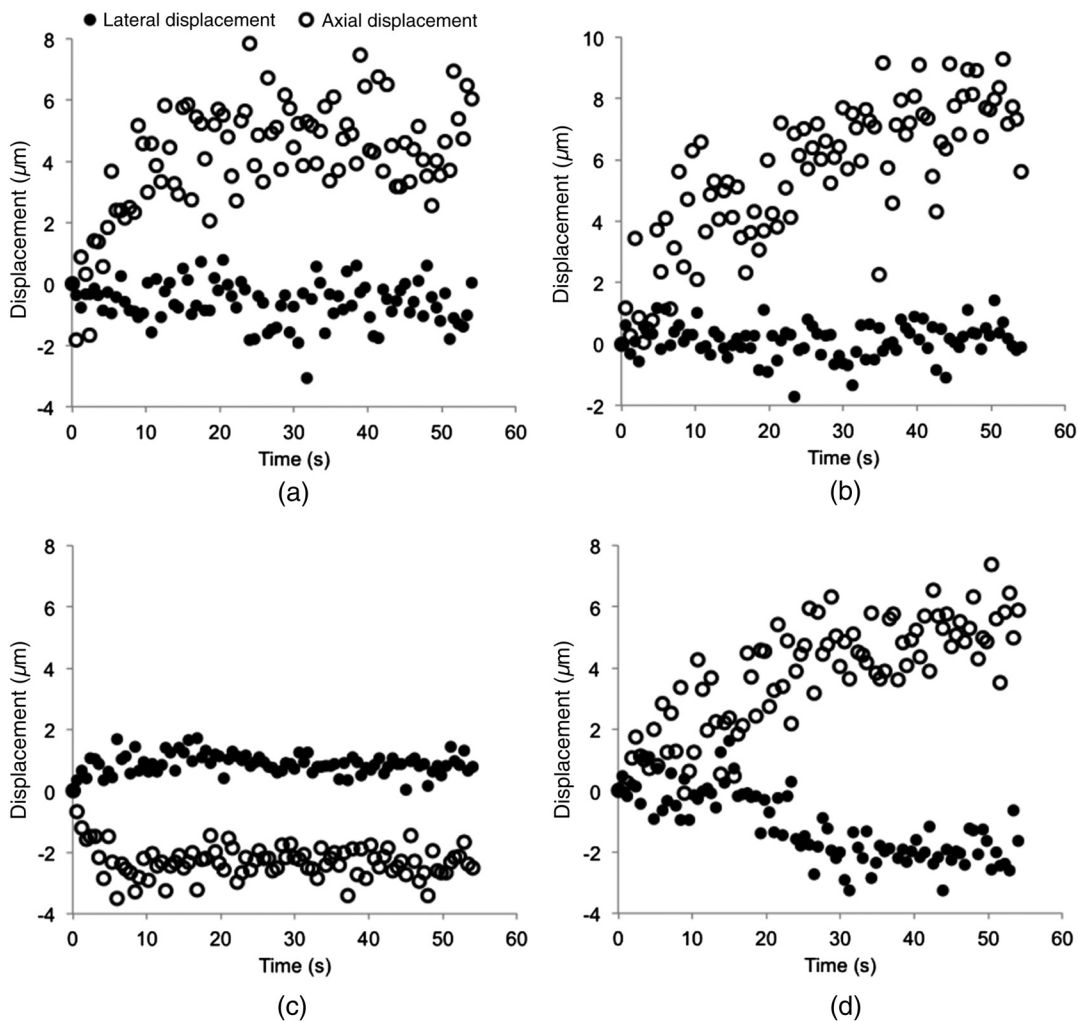 ● Lateral displacement ○ Axial displacement
8
6
4
2
0
-2
-4
Displacement (µm)
0 10 20 30 40 50 60
Time (s)
(a)
10
8
6
4
2
0
-2
Displacement (µm)
0 10 20 30 40 50 60
Time (s)
(b)
8
6
4
2
0
-2
-4
Displacement (µm)
0 10 20 30 40 50 60
Time (s)
(c)
8
6
4
2
0
-2
-4
Displacement (µm)
0 10 20 30 40 50 60
Time (s)
(d)